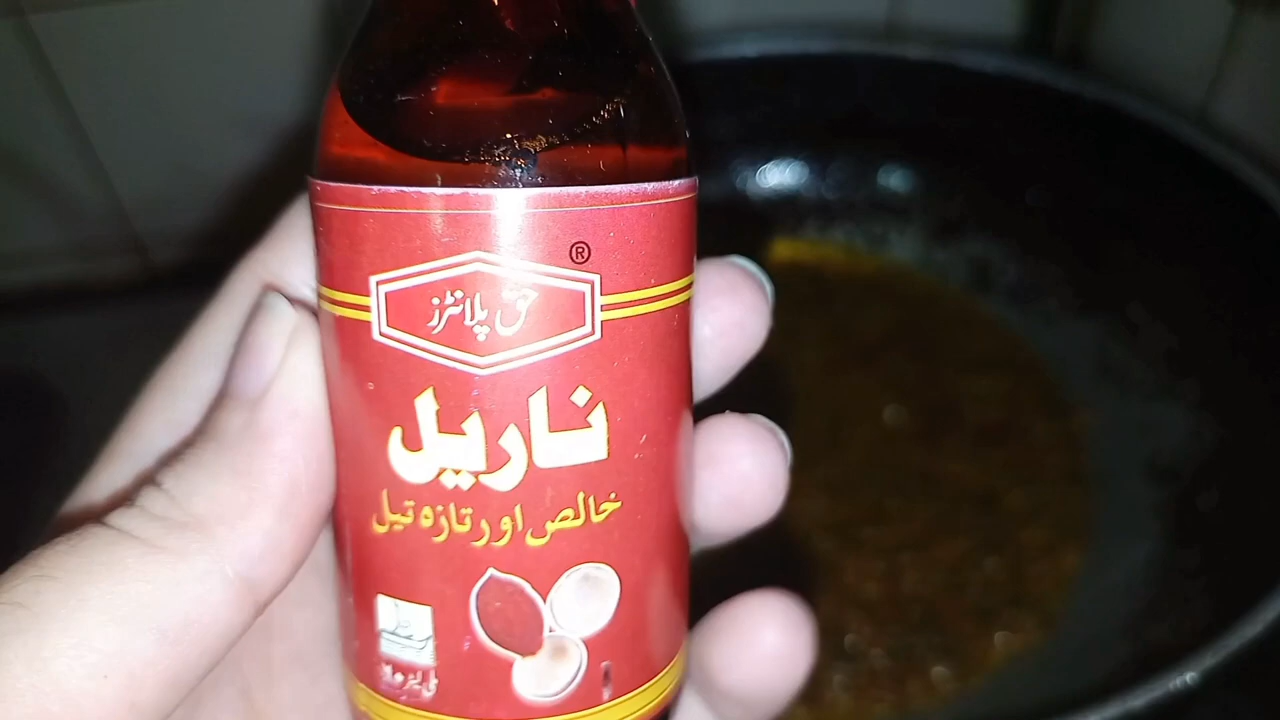 ®
حق پلانٹرز
ناریل
خالص اور تازہ تیل